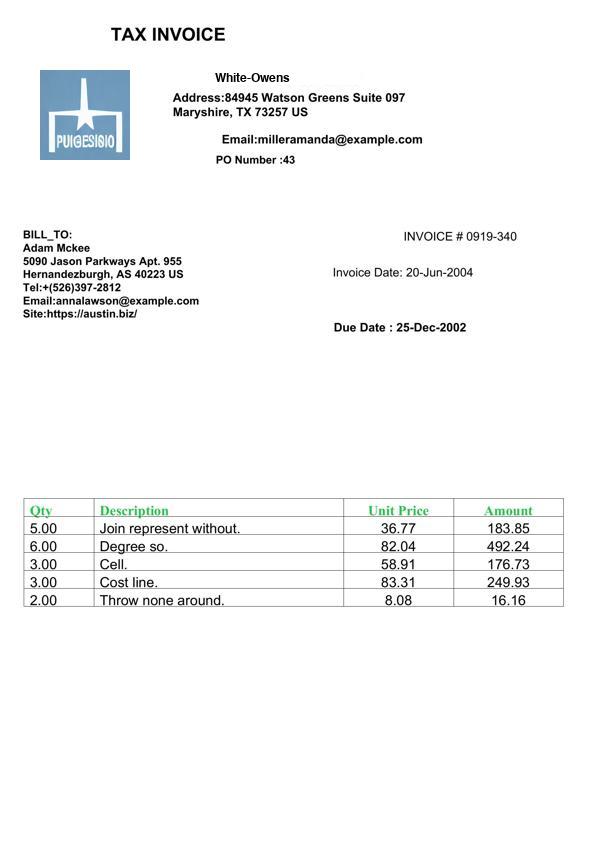 TAX INVOICE
PUIGESISIO
White-Owens
Address:84945 Watson Greens Suite 097
Maryshire, TX 73257 US
Email:milleramanda@example.com
PO Number :43
BILL_TO:
Adam Mckee
5090 Jason Parkways Apt. 955
Hernandezburgh, AS 40223 US
Tel:+(526)397-2812
Email:annalawson@example.com
Site:https://austin.biz/
INVOICE # 0919-340
Invoice Date: 20-Jun-2004
Due Date : 25-Dec-2002
Qty Description Unit Price Amount
5.00 Join represent without. 36.77 183.85
6.00 Degree so. 82.04 492.24
3.00 Cell. 58.91 176.73
3.00 Cost line. 83.31 249.93
2.00 Throw none around. 8.08 16.16